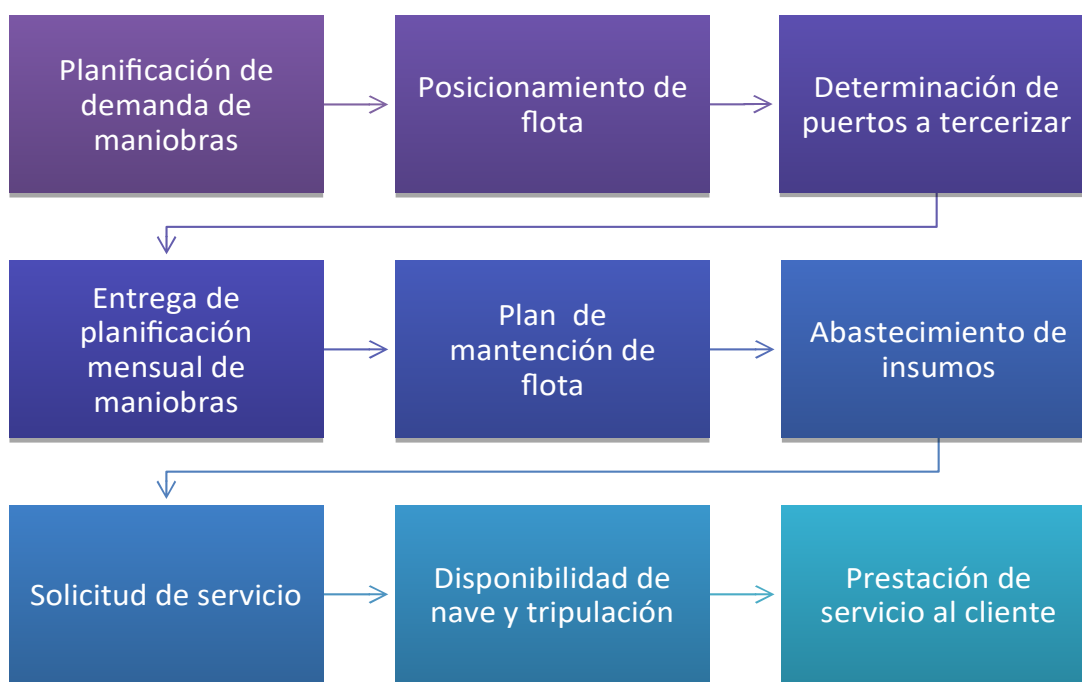 Planificación de
demanda de
maniobras
Posicionamiento de
flota
Determinación de
puertos a tercerizar
Entrega de
planificación
mensual de
maniobras
Plan de
mantención de
flota
Abastecimiento de
insumos
Solicitud de servicio
Disponibilidad de
nave y tripulación
Prestación de
servicio al cliente